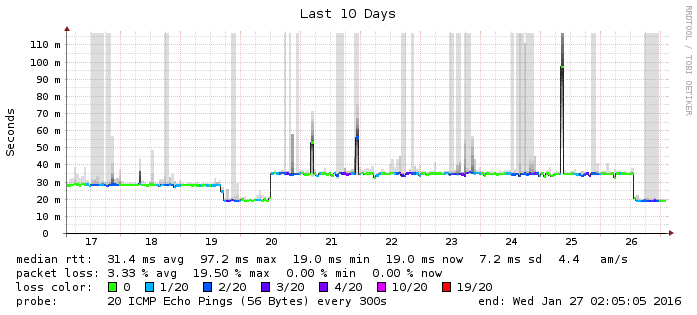 Last 10 Days
RRDTOOL / TOBI OETIKER
Seconds
110 m
100 m
90 m
80 m
70 m
60 m
50 m
40 m
30 m
20 m
10 m
0
17 18 19 20 21 22 23 24 25 26
median rtt: 31.4 ms avg 97.2 ms max 19.0 ms min 19.0 ms now 7.2 ms sd 4.4 am/s
packet loss: 3.33 % avg 19.50 % max 0.00 % min 0.00 % now
loss color: 0 1/20 2/20 3/20 4/20 10/20 19/20
probe: 20 ICMP Echo Pings (56 Bytes) every 300s end: Wed Jan 27 02:05:05 2016